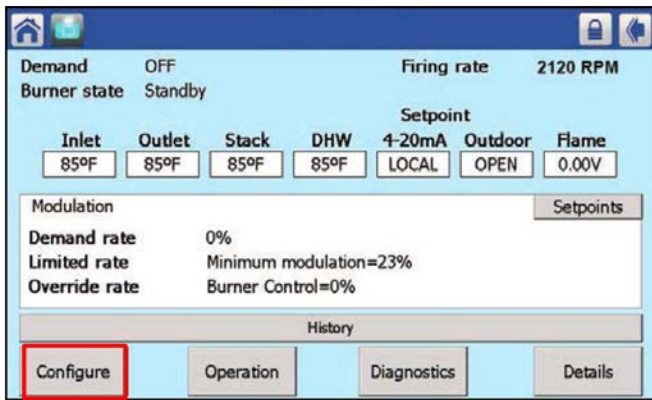 Demand OFF Firing rate 2120 RPM
Burner state Standby
Setpoint
Inlet Outlet Stack DHW 4-20mA Outdoor Flame
85ºF 85ºF 85ºF 85ºF LOCAL OPEN 0.00V
Modulation Setpoints
Demand rate 0%
Limited rate Minimum modulation=23%
Override rate Burner Control=0%
History
Configure Operation Diagnostics Details